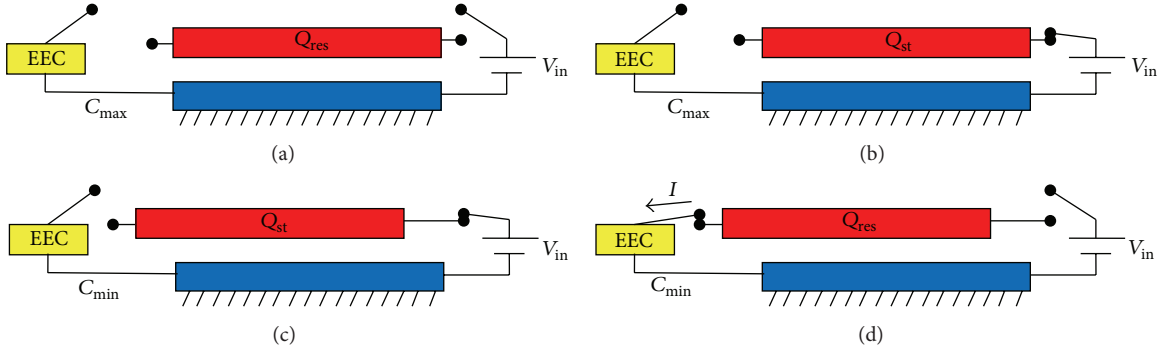 EEC
Q_res
V_in
C_max
(a)
EEC
Q_st
V_in
C_max
(b)
EEC
Q_st
V_in
C_min
(c)
I
EEC
Q_res
V_in
C_min
(d)